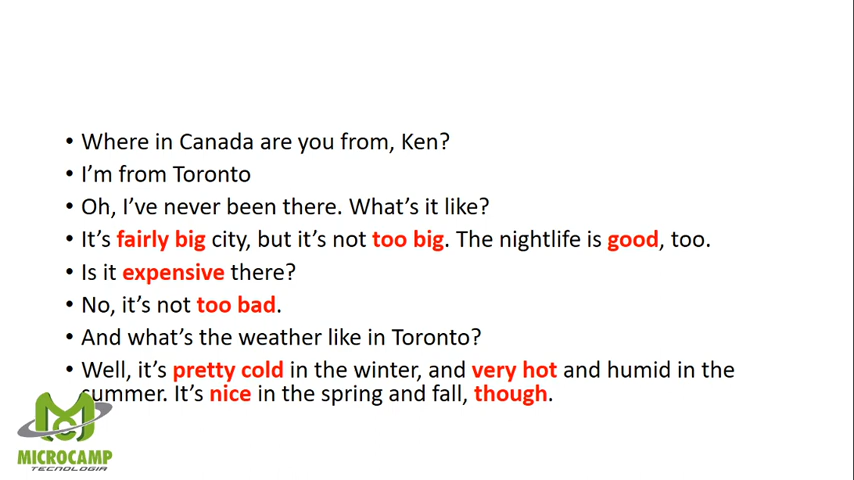 • Where in Canada are you from, Ken?
• I'm from Toronto
• Oh, I've never been there. What's it like?
• It's fairly big city, but it's not too big. The nightlife is good, too.
• Is it expensive there?
• No, it's not too bad.
• And what's the weather like in Toronto?
• Well, it's pretty cold in the winter, and very hot and humid in the
summer. It's nice in the spring and fall, though.
MICROCAMP
TECNOLOGIA